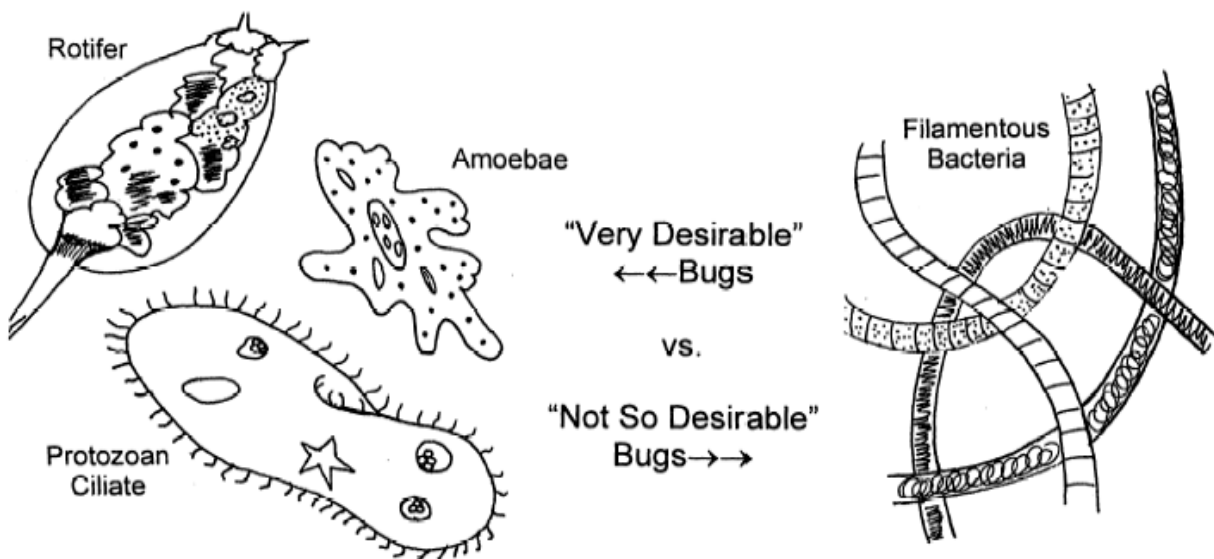 Rotifer
Amoebae
"Very Desirable"
←←Bugs
vs.
"Not So Desirable"
Bugs→→
Protozoan
Ciliate
Filamentous
Bacteria